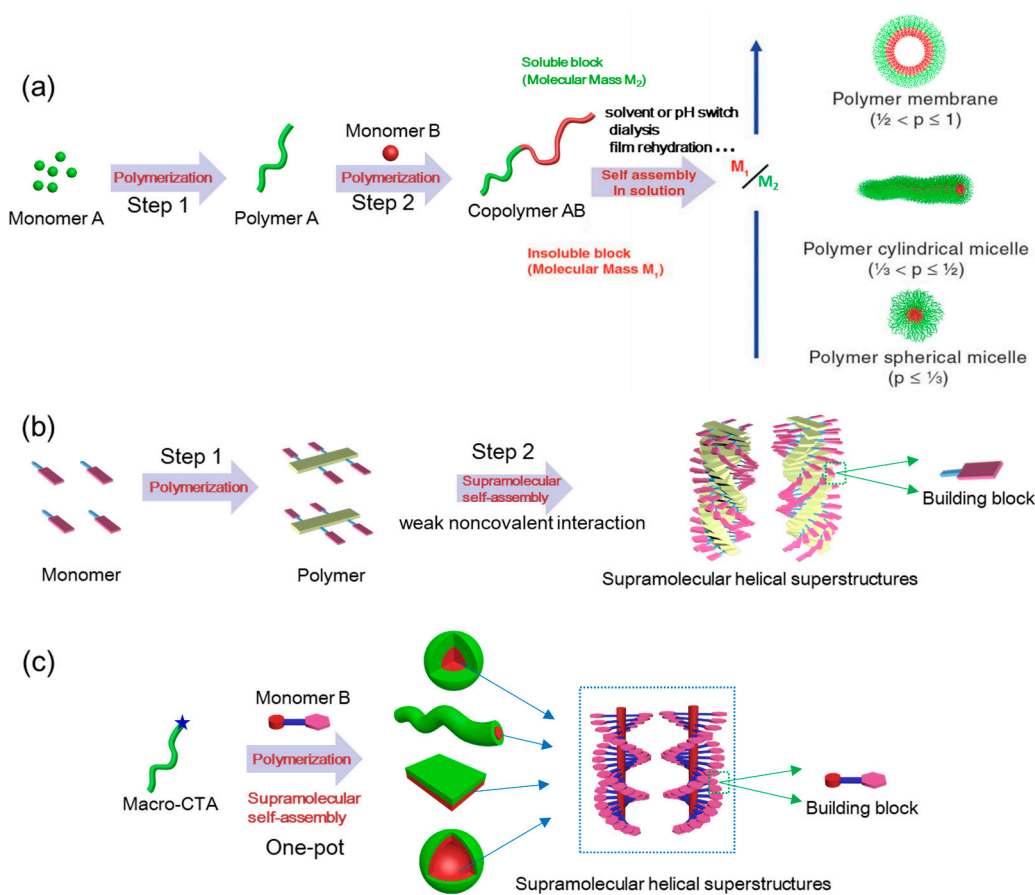 (a)
Monomer A
Polymerization
Step 1
Polymer A
Monomer B
Polymerization
Step 2
Soluble block
(Molecular Mass M₂)
Copolymer AB
Insoluble block
(Molecular Mass M₁)
solvent or pH switch
dialysis
film rehydration ...
Self assembly
In solution
M₁
M₂
Polymer membrane
(½ < p ≤ 1)
Polymer cylindrical micelle
(⅓ < p ≤ ½)
Polymer spherical micelle
(p ≤ ⅓)
(b)
Monomer
Step 1
Polymerization
Polymer
Step 2
Supramolecular
self-assembly
weak noncovalent interaction
Supramolecular helical superstructures
Building block
(c)
Macro-CTA
Monomer B
Polymerization
Supramolecular
self-assembly
One-pot
Supramolecular helical superstructures
Building block